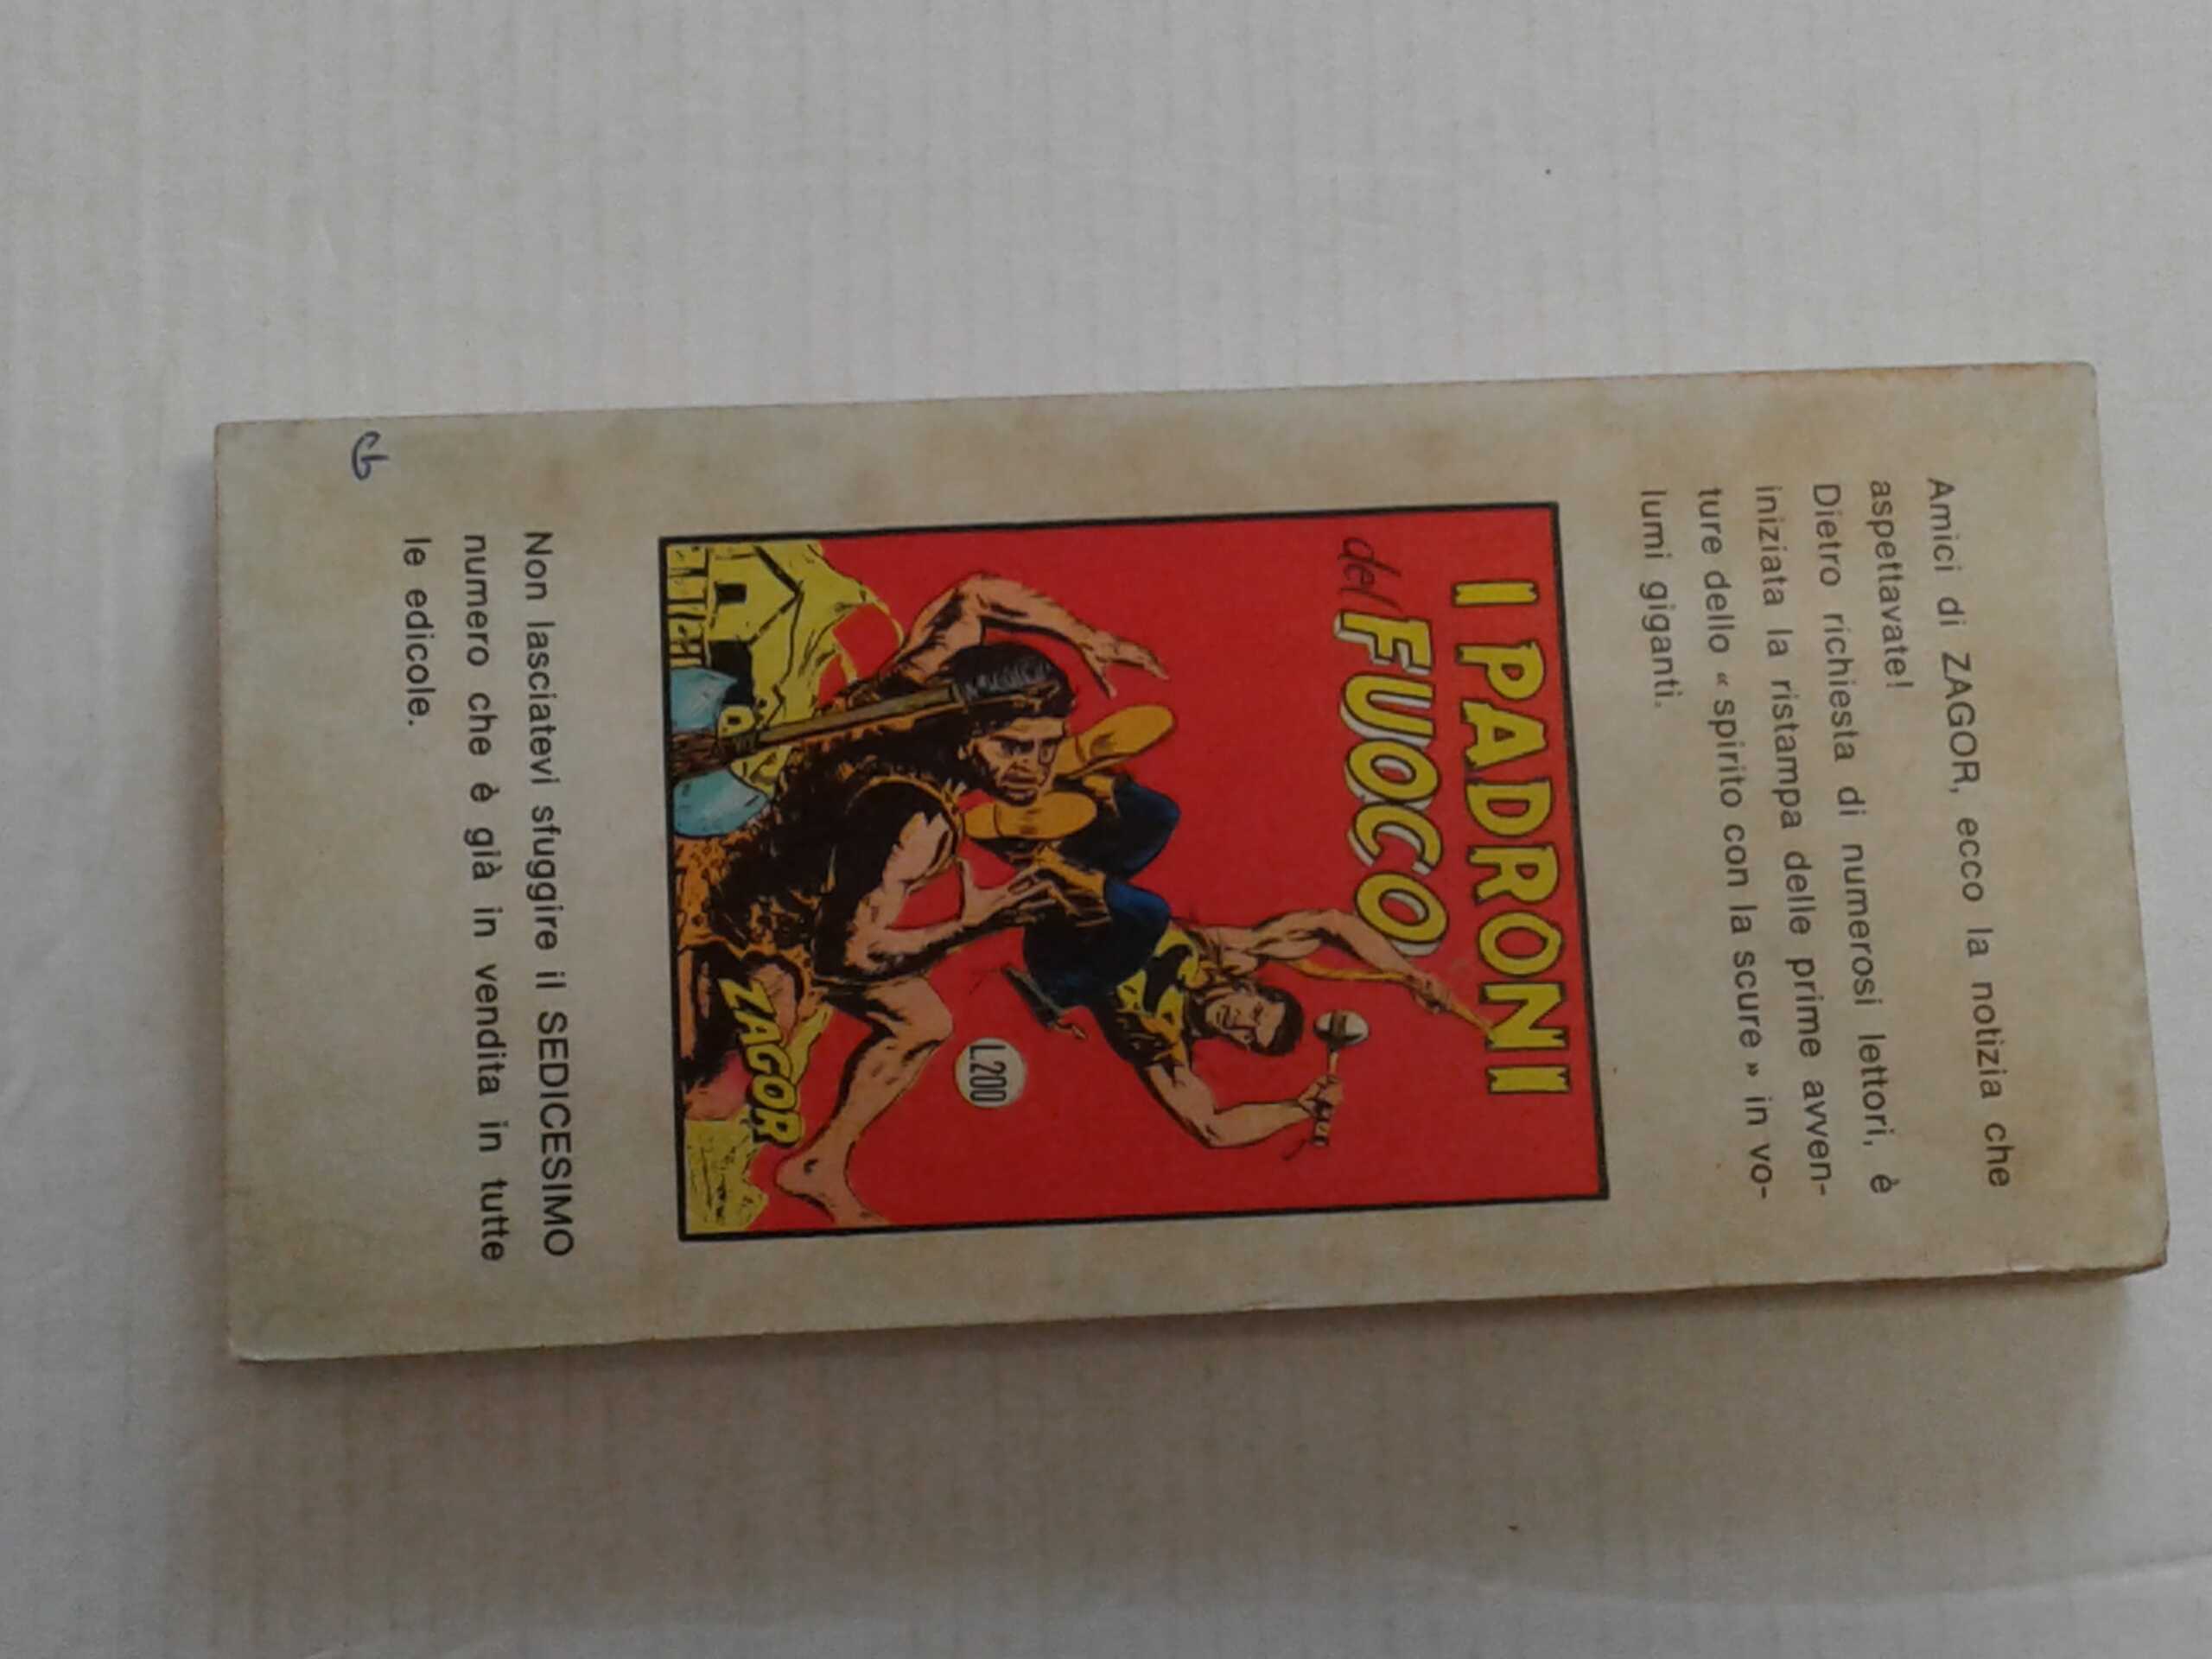 Amici di ZAGOR, ecco la notizia che
aspettavate!
Dietro richiesta di numerosi lettori, è
iniziata la ristampa delle prime avven-
ture dello « spirito con la scure » in vo-
lumi giganti.
I PADRONI
del FUOCO
L.200
ZAGOR
Non lasciatevi sfuggire il SEDICESIMO
numero che è già in vendita in tutte
le edicole.